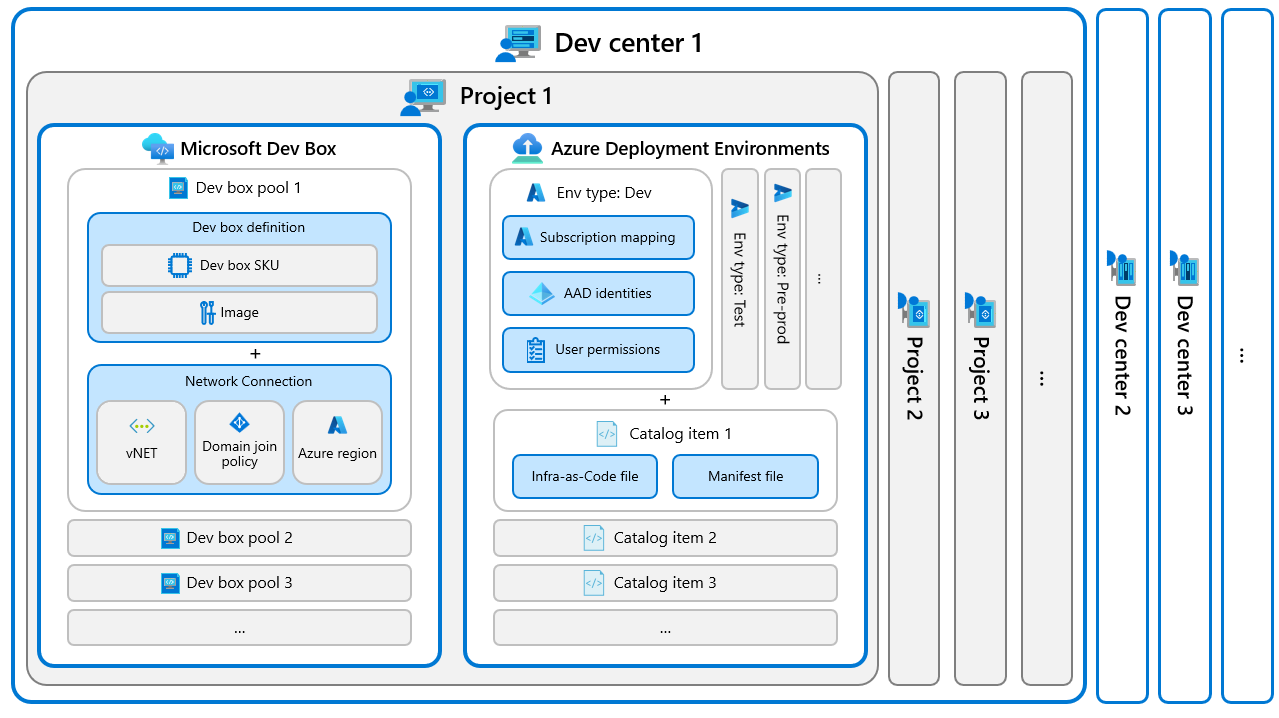 Dev center 1
Project 1
Microsoft Dev Box
Dev box pool 1
Dev box definition
Dev box SKU
Image
+
Network Connection
vNET
Domain join
policy
Azure region
Dev box pool 2
Dev box pool 3
...
Azure Deployment Environments
Env type: Dev
Subscription mapping
AAD identities
User permissions
Env type: Test
Env type: Pre-prod
...
+
Catalog item 1
Infra-as-Code file
Manifest file
Catalog item 2
Catalog item 3
...
Project 2
Project 3
...
Dev center 2
Dev center 3
...